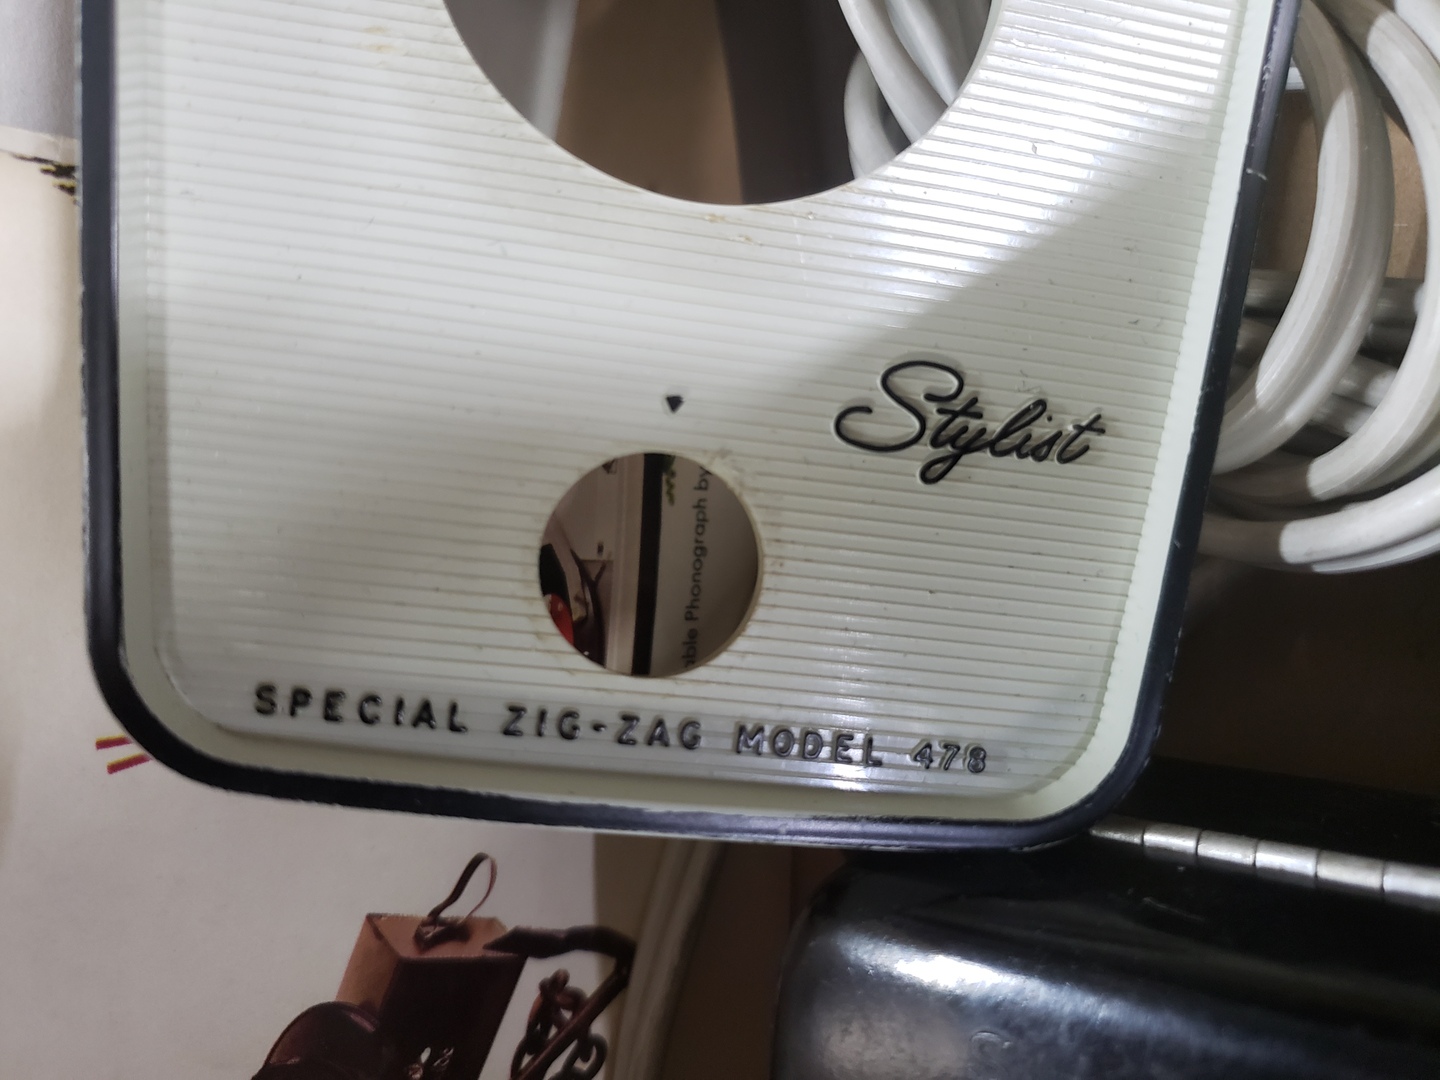 Stylist
able Phonograph by
SPECIAL ZIG-ZAG MODEL 478